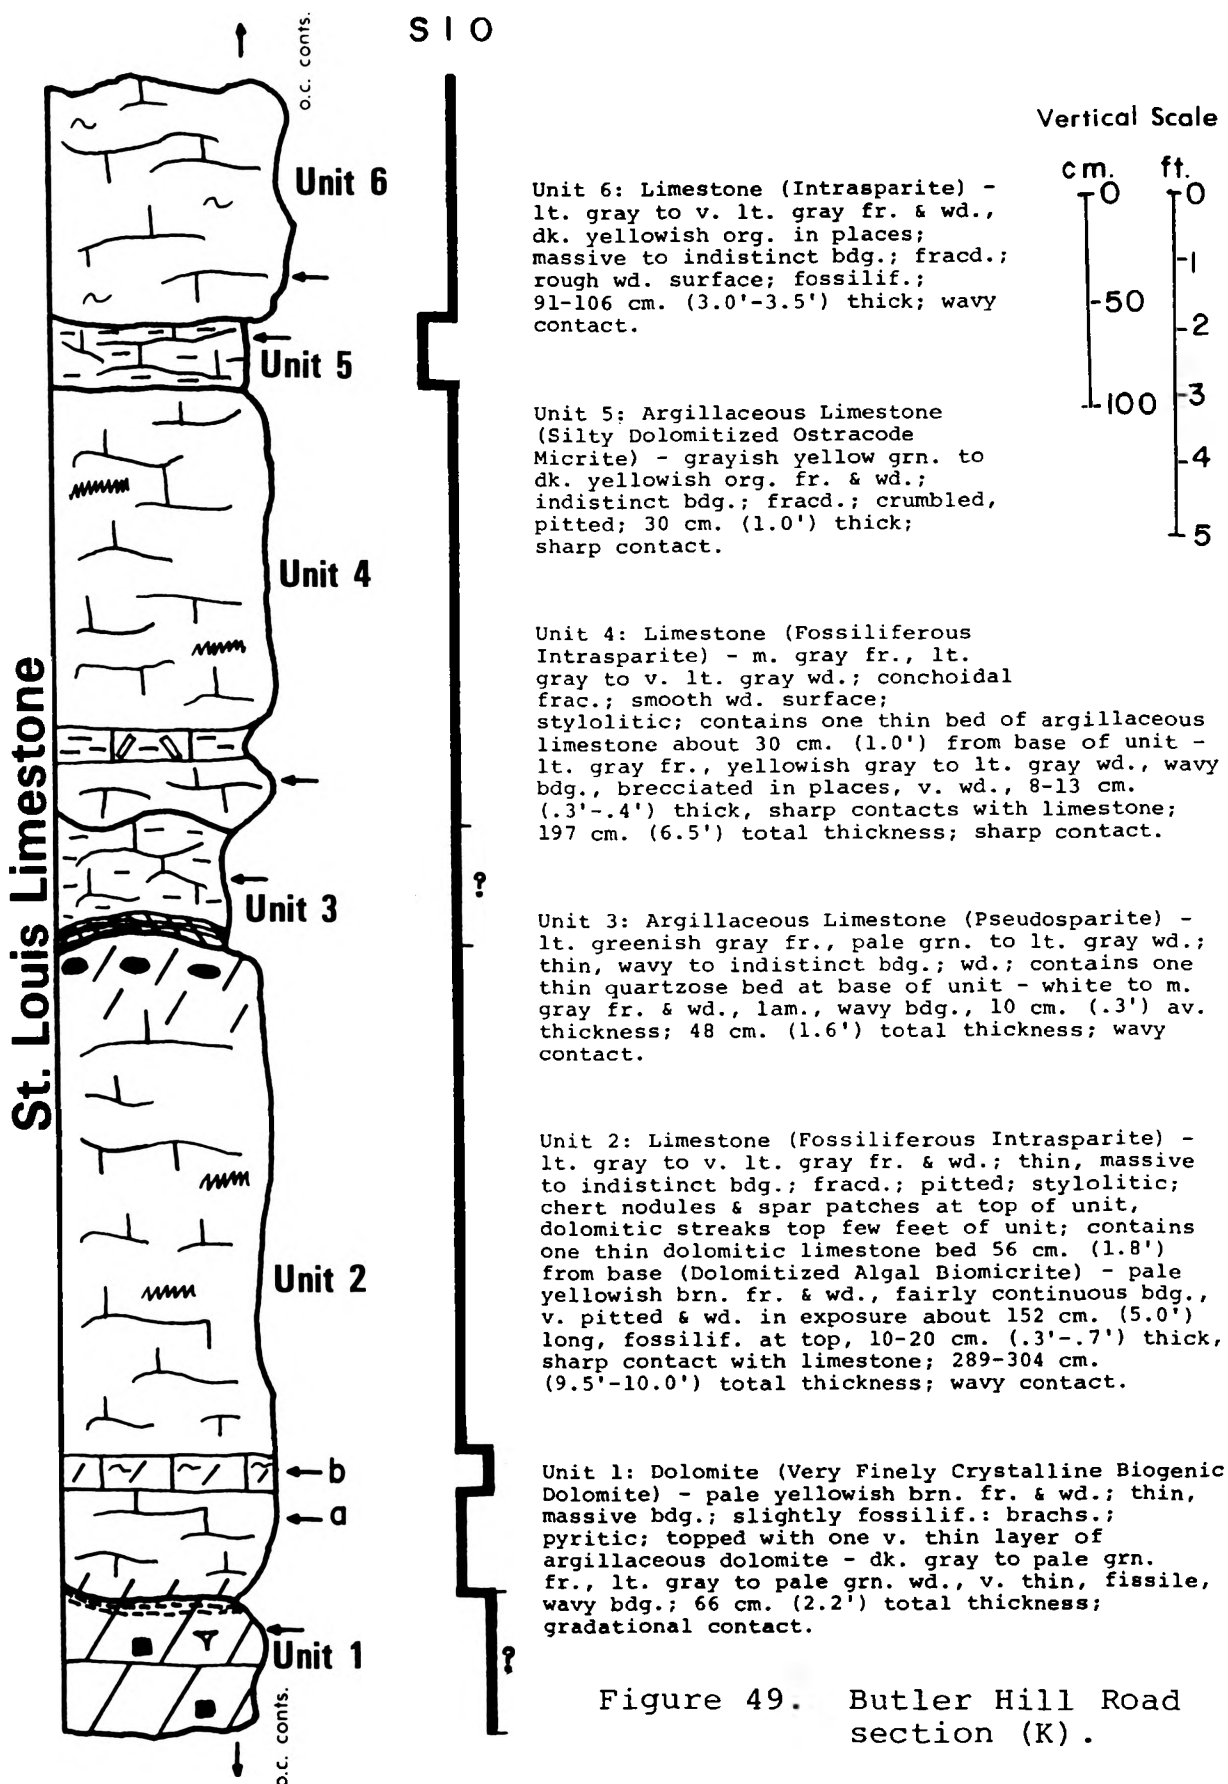 S I O
o.c. conts.
St. Louis Limestone
Unit 6
Unit 5
Unit 4
Unit 3
?
Unit 2
b
a
Unit 1
?
o.c. conts.
Vertical Scale
cm. ft.
0 0
1
50
2
100 3
4
5
Unit 6: Limestone (Intrasparite) -
lt. gray to v. lt. gray fr. & wd.,
dk. yellowish org. in places;
massive to indistinct bdg.; fracd.;
rough wd. surface; fossilif.;
91-106 cm. (3.0'-3.5') thick; wavy
contact.
Unit 5: Argillaceous Limestone
(Silty Dolomitized Ostracode
Micrite) - grayish yellow grn. to
dk. yellowish org. fr. & wd.;
indistinct bdg.; fracd.; crumbled,
pitted; 30 cm. (1.0') thick;
sharp contact.
Unit 4: Limestone (Fossiliferous
Intrasparite) - m. gray fr., lt.
gray to v. lt. gray wd.; conchoidal
frac.; smooth wd. surface;
stylolitic; contains one thin bed of argillaceous
limestone about 30 cm. (1.0') from base of unit -
lt. gray fr., yellowish gray to lt. gray wd., wavy
bdg., brecciated in places, v. wd., 8-13 cm.
(.3'-.4') thick, sharp contacts with limestone;
197 cm. (6.5') total thickness; sharp contact.
Unit 3: Argillaceous Limestone (Pseudosparite) -
lt. greenish gray fr., pale grn. to lt. gray wd.;
thin, wavy to indistinct bdg.; wd.; contains one
thin quartzose bed at base of unit - white to m.
gray fr. & wd., lam., wavy bdg., 10 cm. (.3') av.
thickness; 48 cm. (1.6') total thickness; wavy
contact.
Unit 2: Limestone (Fossiliferous Intrasparite) -
lt. gray to v. lt. gray fr. & wd.; thin, massive
to indistinct bdg.; fracd.; pitted; stylolitic;
chert nodules & spar patches at top of unit,
dolomitic streaks top few feet of unit; contains
one thin dolomitic limestone bed 56 cm. (1.8')
from base (Dolomitized Algal Biomicrite) - pale
yellowish brn. fr. & wd., fairly continuous bdg.,
v. pitted & wd. in exposure about 152 cm. (5.0')
long, fossilif. at top, 10-20 cm. (.3'-.7') thick,
sharp contact with limestone; 289-304 cm.
(9.5'-10.0') total thickness; wavy contact.
Unit 1: Dolomite (Very Finely Crystalline Biogenic
Dolomite) - pale yellowish brn. fr. & wd.; thin,
massive bdg.; slightly fossilif.: brachs.;
pyritic; topped with one v. thin layer of
argillaceous dolomite - dk. gray to pale grn.
fr., lt. gray to pale grn. wd., v. thin, fissile,
wavy bdg.; 66 cm. (2.2') total thickness;
gradational contact.
Figure 49. Butler Hill Road
section (K).